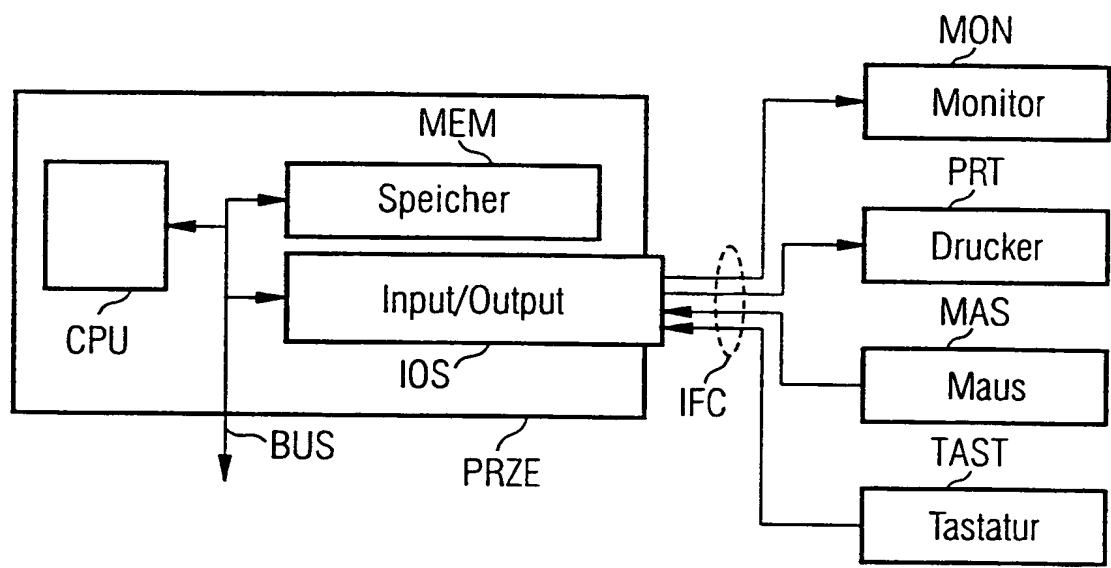 MON
Monitor
MEM
Speicher
PRT
Drucker
Input/Output
CPU
IOS
IFC
MAS
Maus
BUS
PRZE
TAST
Tastatur